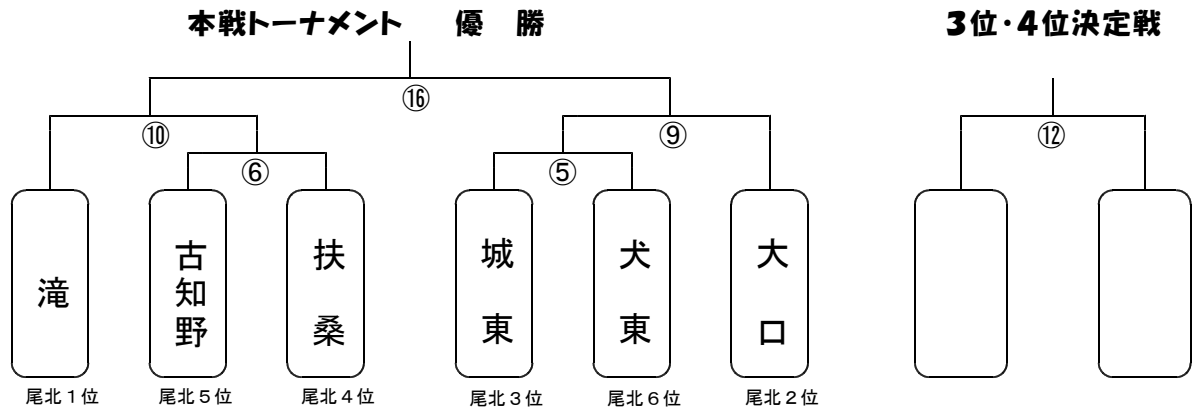 本戦トーナメント 優 勝
3位・4位決定戦
⑯
⑩
⑨
⑫
⑥
⑤
滝
古知野
扶桑
城東
犬東
大口
尾北1位
尾北5位
尾北4位
尾北3位
尾北6位
尾北2位